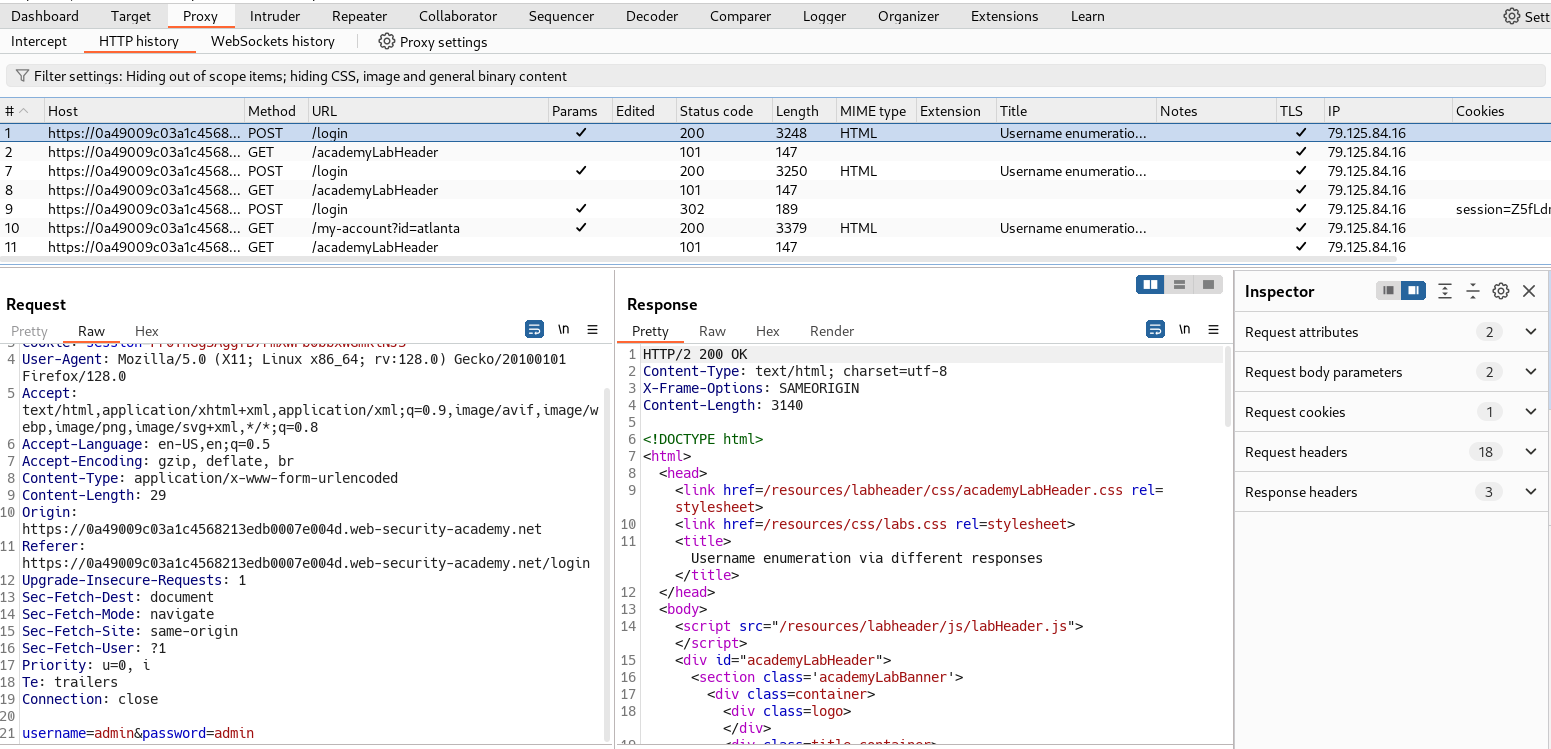 Dashboard Target Proxy Intruder Repeater Collaborator Sequencer Decoder Comparer Logger Organizer Extensions Learn Sett
Intercept HTTP history WebSockets history Proxy settings
Filter settings: Hiding out of scope items; hiding CSS, image and general binary content
# Host Method URL Params Edited Status code Length MIME type Extension Title Notes TLS IP Cookies
1 https://0a49009c03a1c4568... POST /login ✓ 200 3248 HTML Username enumeratio... ✓ 79.125.84.16
2 https://0a49009c03a1c4568... GET /academyLabHeader 101 147 ✓ 79.125.84.16
7 https://0a49009c03a1c4568... POST /login ✓ 200 3250 HTML Username enumeratio... ✓ 79.125.84.16
8 https://0a49009c03a1c4568... GET /academyLabHeader 101 147 ✓ 79.125.84.16
9 https://0a49009c03a1c4568... POST /login ✓ 302 189 ✓ 79.125.84.16 session=Z5fLdr
10 https://0a49009c03a1c4568... GET /my-account?id=atlanta ✓ 200 3379 HTML Username enumeratio... ✓ 79.125.84.16
11 https://0a49009c03a1c4568... GET /academyLabHeader 101 147 ✓ 79.125.84.16
Request
Pretty Raw Hex \n
4 User-Agent: Mozilla/5.0 (X11; Linux x86_64; rv:128.0) Gecko/20100101
Firefox/128.0
5 Accept:
text/html,application/xhtml+xml,application/xml;q=0.9,image/avif,image/w
ebp,image/png,image/svg+xml,*/*;q=0.8
6 Accept-Language: en-US,en;q=0.5
7 Accept-Encoding: gzip, deflate, br
8 Content-Type: application/x-www-form-urlencoded
9 Content-Length: 29
10 Origin:
https://0a49009c03a1c4568213edb0007e004d.web-security-academy.net
11 Referer:
https://0a49009c03a1c4568213edb0007e004d.web-security-academy.net/login
12 Upgrade-Insecure-Requests: 1
13 Sec-Fetch-Dest: document
14 Sec-Fetch-Mode: navigate
15 Sec-Fetch-Site: same-origin
16 Sec-Fetch-User: ?1
17 Priority: u=0, i
18 Te: trailers
19 Connection: close
20
21 username=admin&password=admin
Response
Pretty Raw Hex Render \n
1 HTTP/2 200 OK
2 Content-Type: text/html; charset=utf-8
3 X-Frame-Options: SAMEORIGIN
4 Content-Length: 3140
5
6 <!DOCTYPE html>
7 <html>
8 <head>
9 <link href=/resources/labheader/css/academyLabHeader.css rel=
stylesheet>
10 <link href=/resources/css/labs.css rel=stylesheet>
11 <title>
Username enumeration via different responses
</title>
12 </head>
13 <body>
14 <script src="/resources/labheader/js/labHeader.js">
</script>
15 <div id="academyLabHeader">
16 <section class='academyLabBanner'>
17 <div class=container>
18 <div class=logo>
</div>
19 <div class=title-container>
Inspector
Request attributes 2
Request body parameters 2
Request cookies 1
Request headers 18
Response headers 3